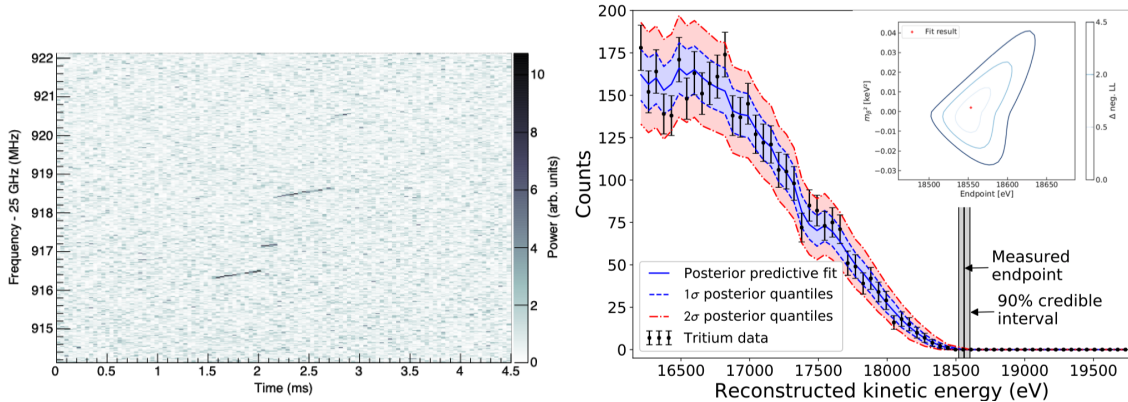 922
921
920
919
918
917
916
915
Frequency - 25 GHz (MHz)
0 0.5 1 1.5 2 2.5 3 3.5 4 4.5
Time (ms)
10
8
6
4
2
0
Power (arb. units)
200
175
150
125
100
75
50
25
0
Counts
16500 17000 17500 18000 18500 19000 19500
Reconstructed kinetic energy (eV)
Posterior predictive fit
1σ posterior quantiles
2σ posterior quantiles
Tritium data
Measured
endpoint
90% credible
interval
Fit result
0.04
0.03
0.02
0.01
0.00
−0.01
−0.02
−0.03
mβ² [keV²]
18500 18550 18600 18650
Endpoint [eV]
4.5
2.0
0.5
0.0
Δ neg. LL